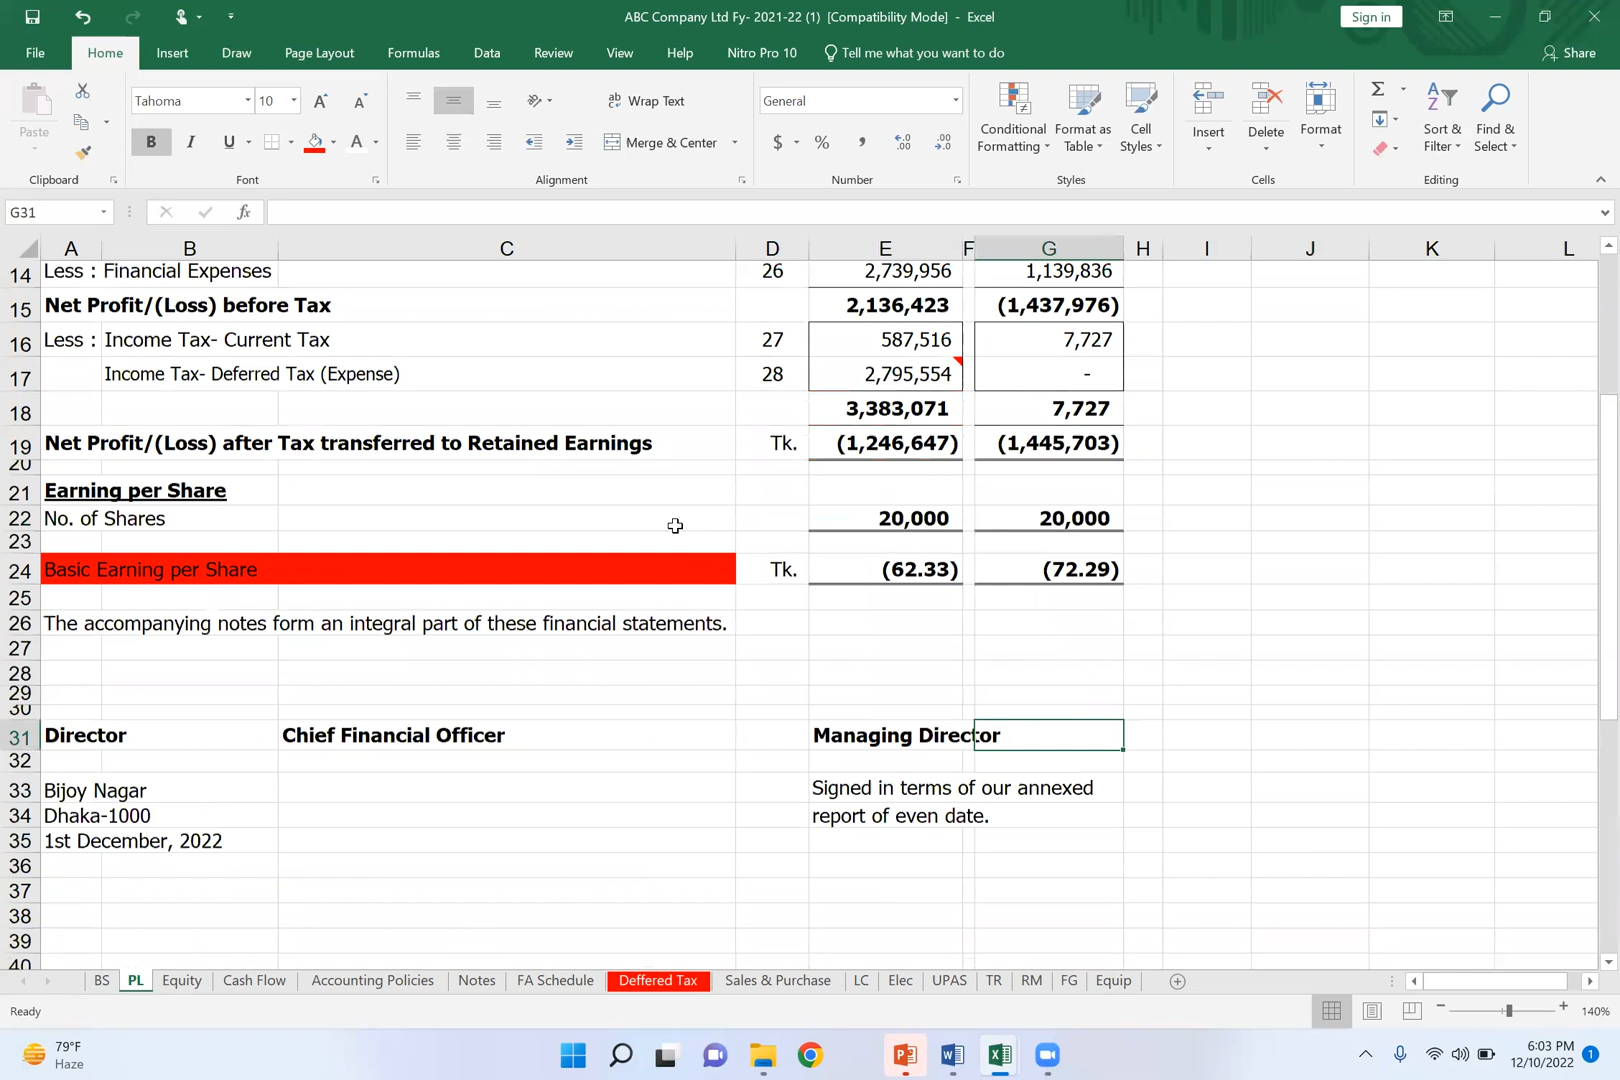 ABC Company Ltd Fy- 2021-22 (1) [Compatibility Mode] - Excel
Sign in
File Home Insert Draw Page Layout Formulas Data Review View Help Nitro Pro 10 Tell me what you want to do Share
Paste
Tahoma 10
B I U A
Wrap Text
Merge & Center
General
$ % ,
Conditional Formatting
Format as Table
Cell Styles
Insert
Delete
Format
Sort & Filter
Find & Select
Clipboard Font Alignment Number Styles Cells Editing
G31 fx
A B C D E F G H I J K L
14 Less : Financial Expenses 26 2,739,956 1,139,836
15 Net Profit/(Loss) before Tax 2,136,423 (1,437,976)
16 Less : Income Tax- Current Tax 27 587,516 7,727
17 Income Tax- Deferred Tax (Expense) 28 2,795,554 -
18 3,383,071 7,727
19 Net Profit/(Loss) after Tax transferred to Retained Earnings Tk. (1,246,647) (1,445,703)
20
21 Earning per Share
22 No. of Shares 20,000 20,000
23
24 Basic Earning per Share Tk. (62.33) (72.29)
25
26 The accompanying notes form an integral part of these financial statements.
27
28
29
30
31 Director Chief Financial Officer Managing Director
32
33 Bijoy Nagar Signed in terms of our annexed
34 Dhaka-1000 report of even date.
35 1st December, 2022
36
37
38
39
40
BS PL Equity Cash Flow Accounting Policies Notes FA Schedule Deffered Tax Sales & Purchase LC Elec UPAS TR RM FG Equip
Ready 140%
79°F
Haze
6:03 PM
12/10/2022
1